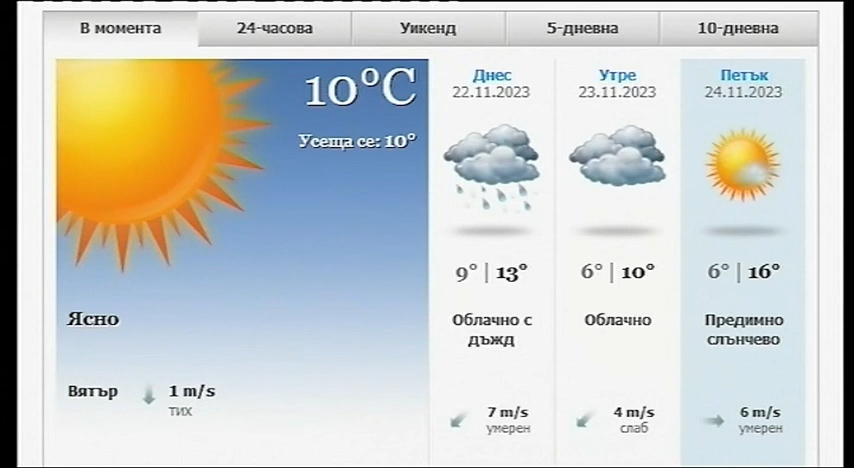 В момента
24-часова
Уикенд
5-дневна
10-дневна
10°C
Усеща се: 10°
Ясно
Вятър
1 m/s
тих
Днес
22.11.2023
9° | 13°
Облачно с
дъжд
7 m/s
умерен
Утре
23.11.2023
6° | 10°
Облачно
4 m/s
слаб
Петък
24.11.2023
6° | 16°
Предимно
слънчево
6 m/s
умерен